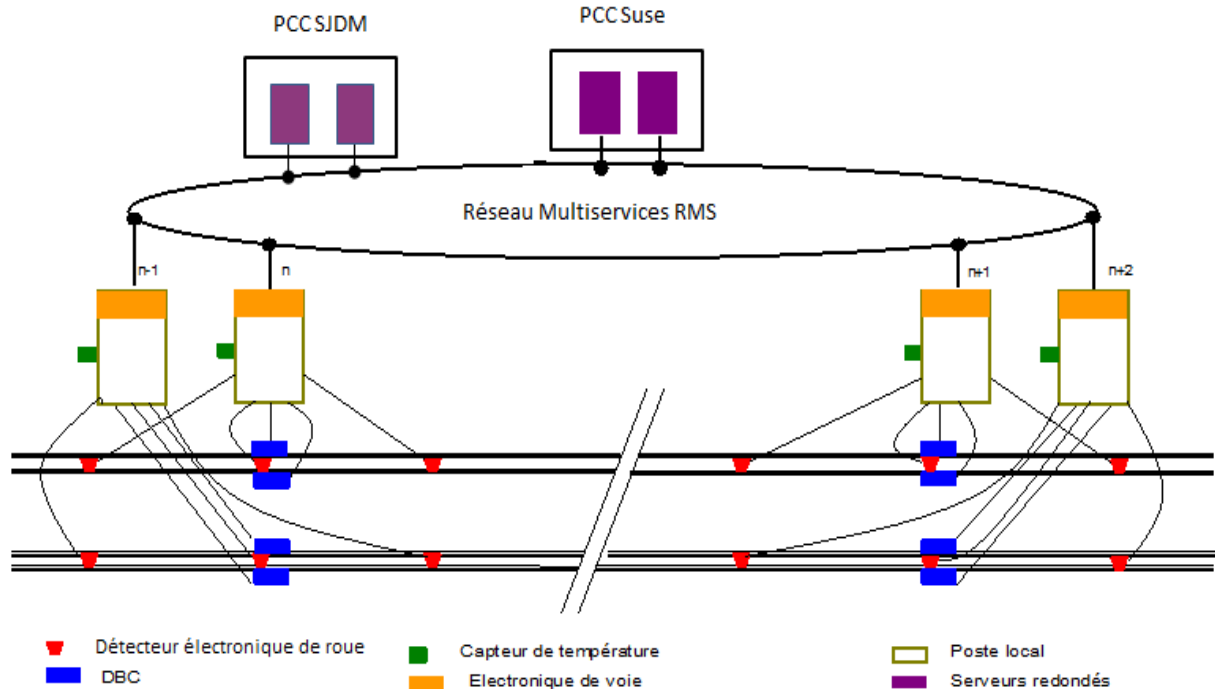 PCC SJDM
PCC Suse
Réseau Multiservices RMS
n-1
n
n+1
n+2
Détecteur électronique de roue
Capteur de température
Poste local
DBC
Electronique de voie
Serveurs redondés